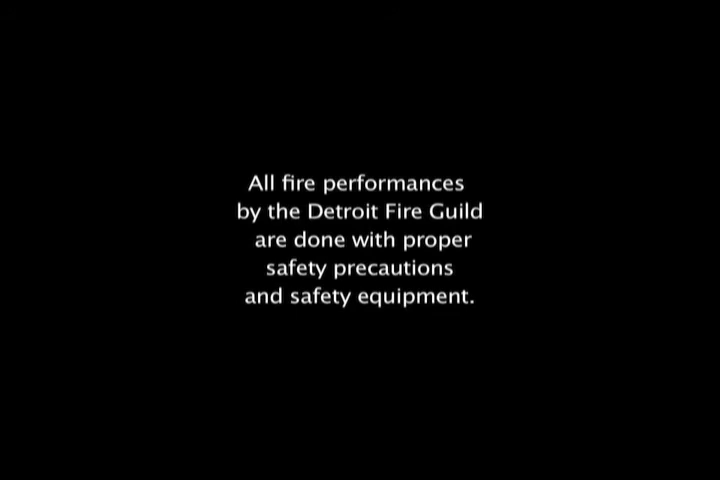 All fire performances
by the Detroit Fire Guild
are done with proper
safety precautions
and safety equipment.